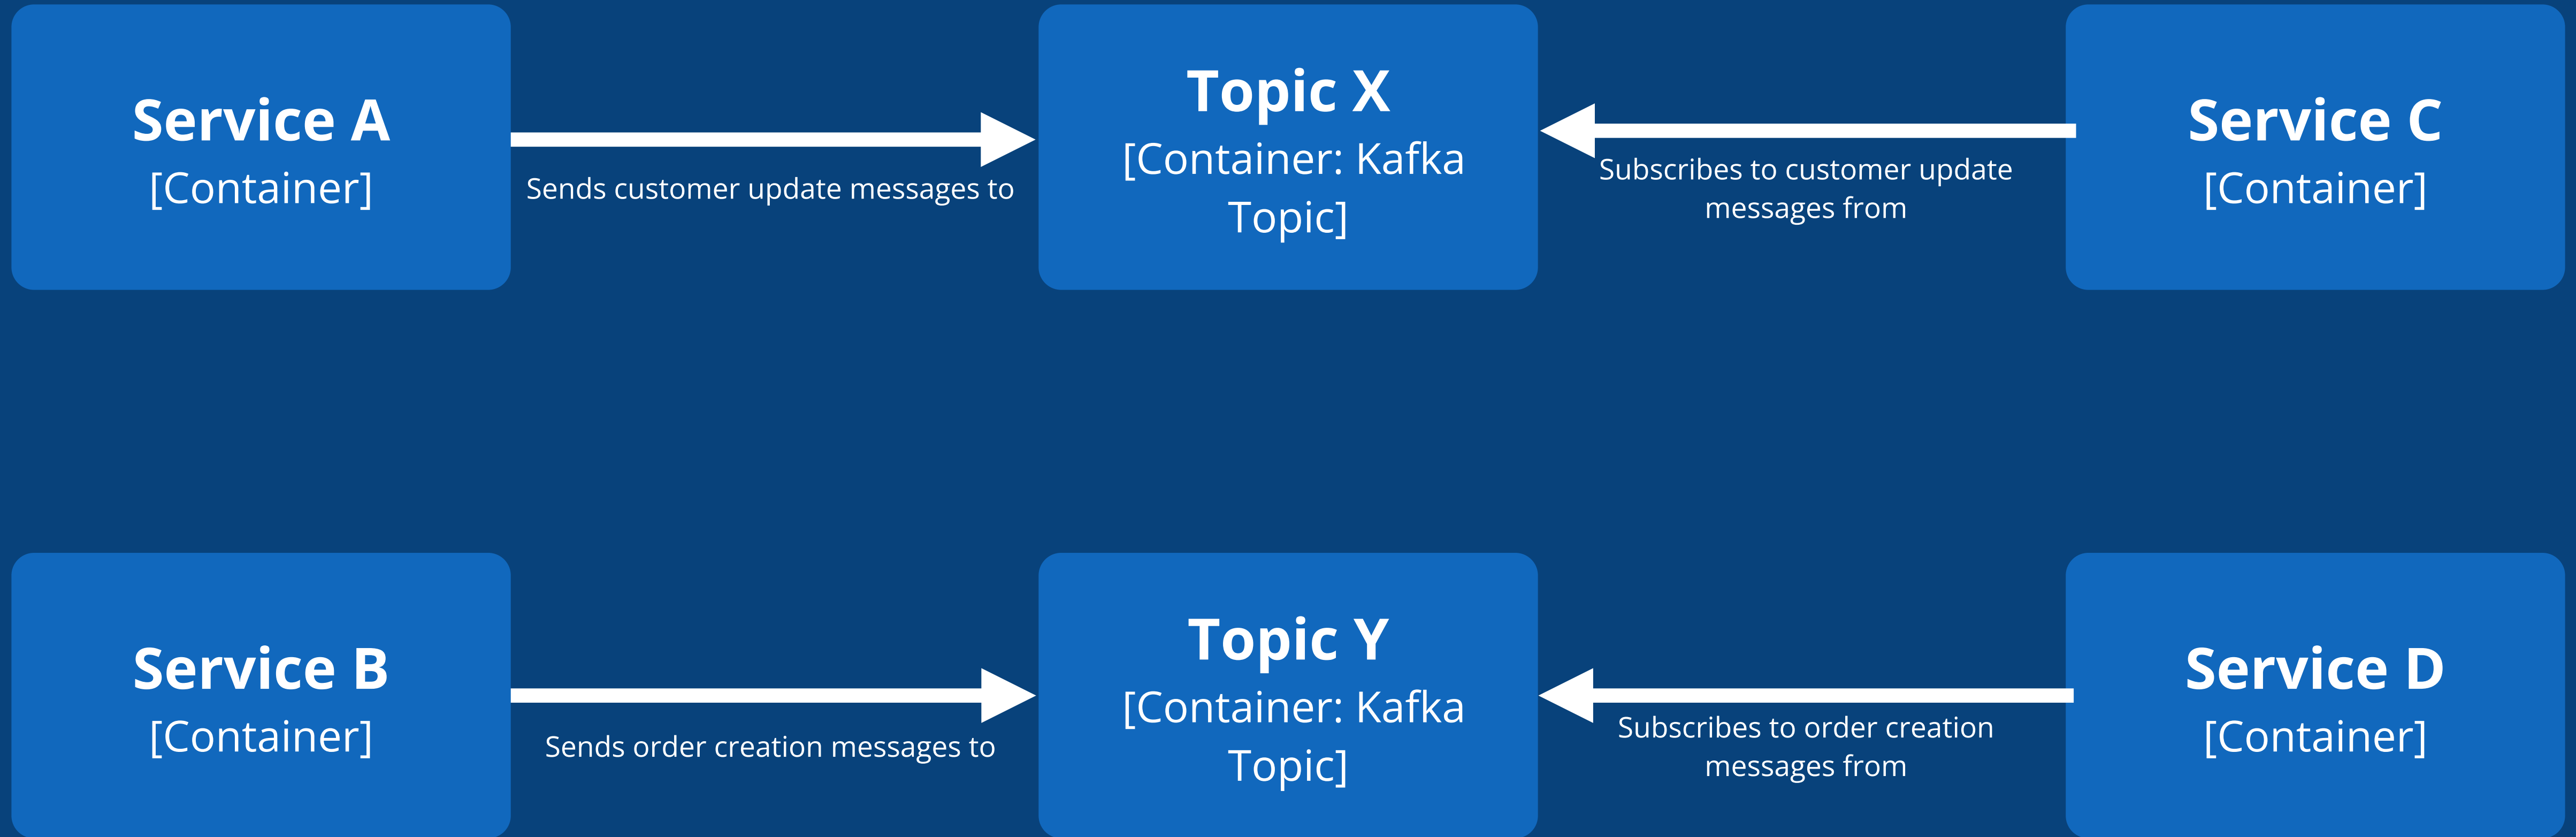 Service A
[Container]
Sends customer update messages to
Topic X
[Container: Kafka
Topic]
Subscribes to customer update
messages from
Service C
[Container]
Service B
[Container]
Sends order creation messages to
Topic Y
[Container: Kafka
Topic]
Subscribes to order creation
messages from
Service D
[Container]